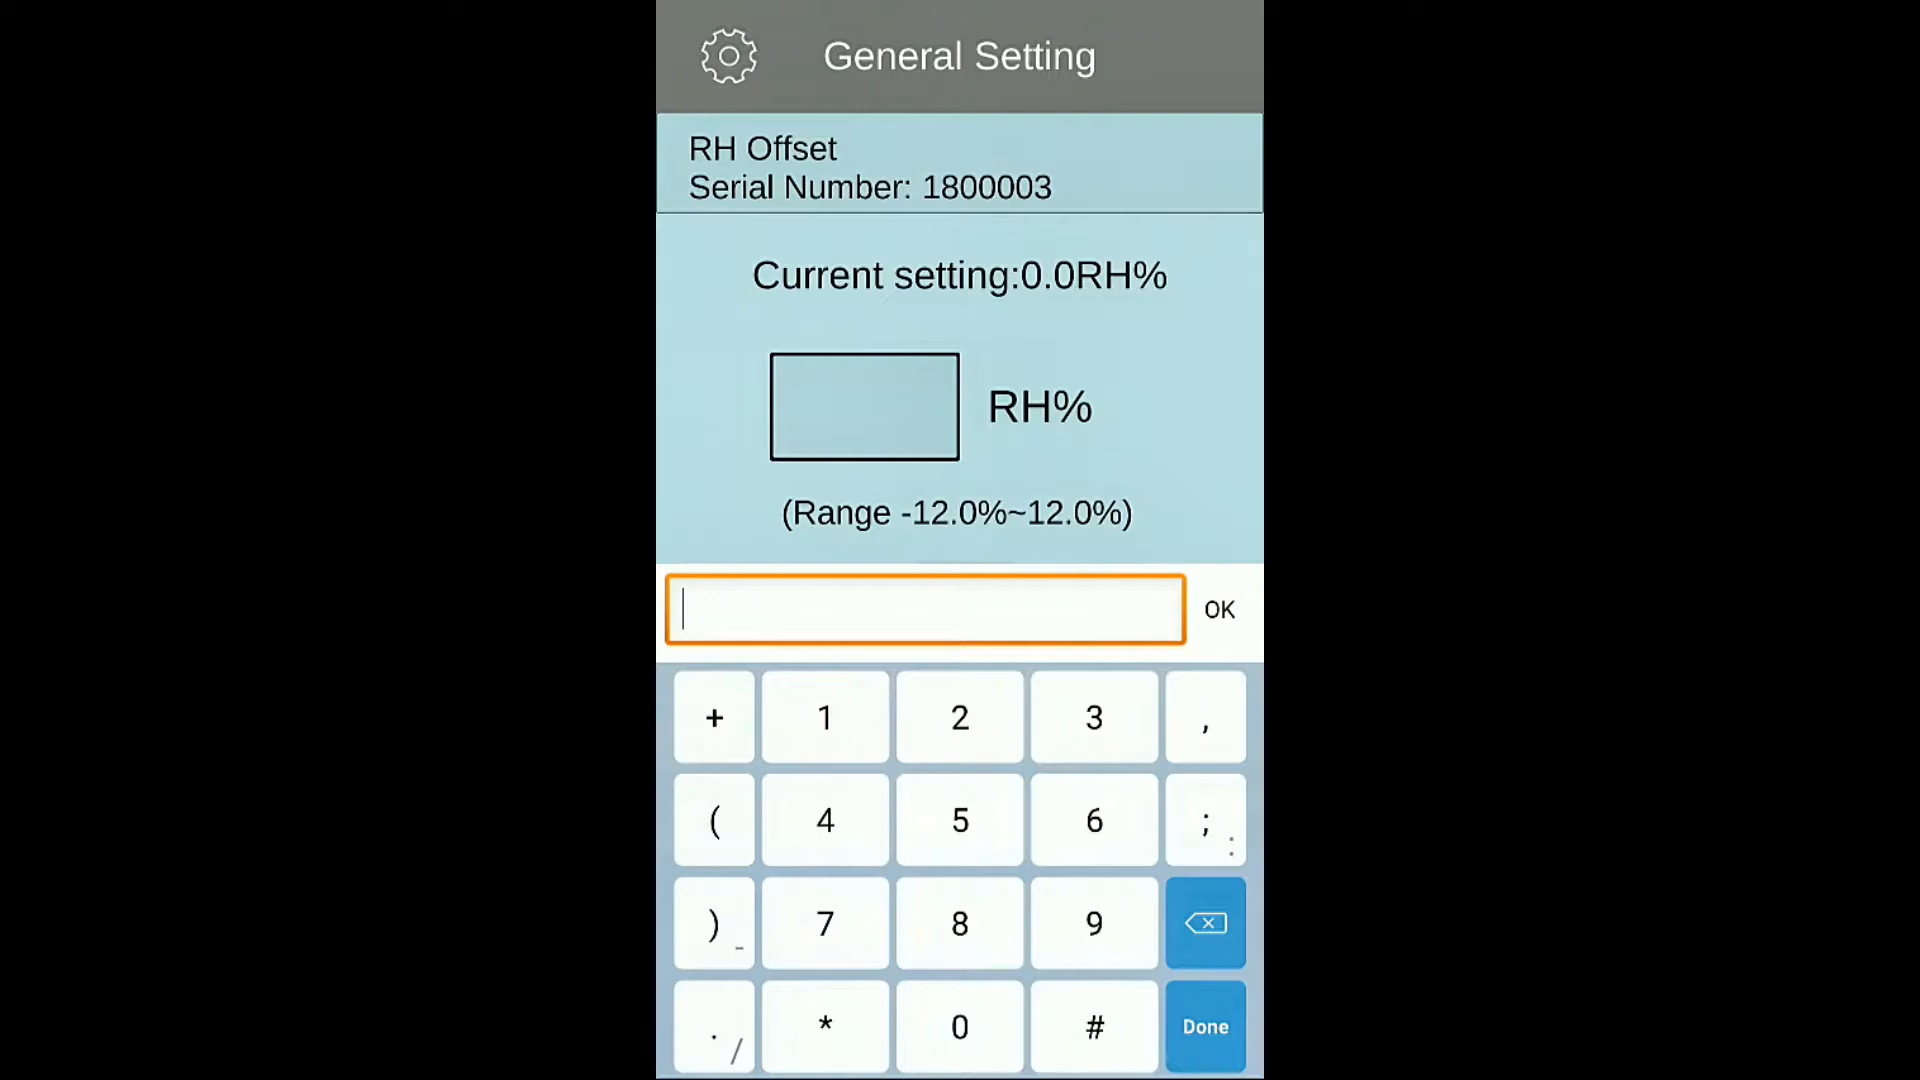 General Setting
RH Offset
Serial Number: 1800003
Current setting:0.0RH%
RH%
(Range -12.0%~12.0%)
OK
+ 1 2 3 ,
( 4 5 6 ; :
) - 7 8 9
. / * 0 # Done